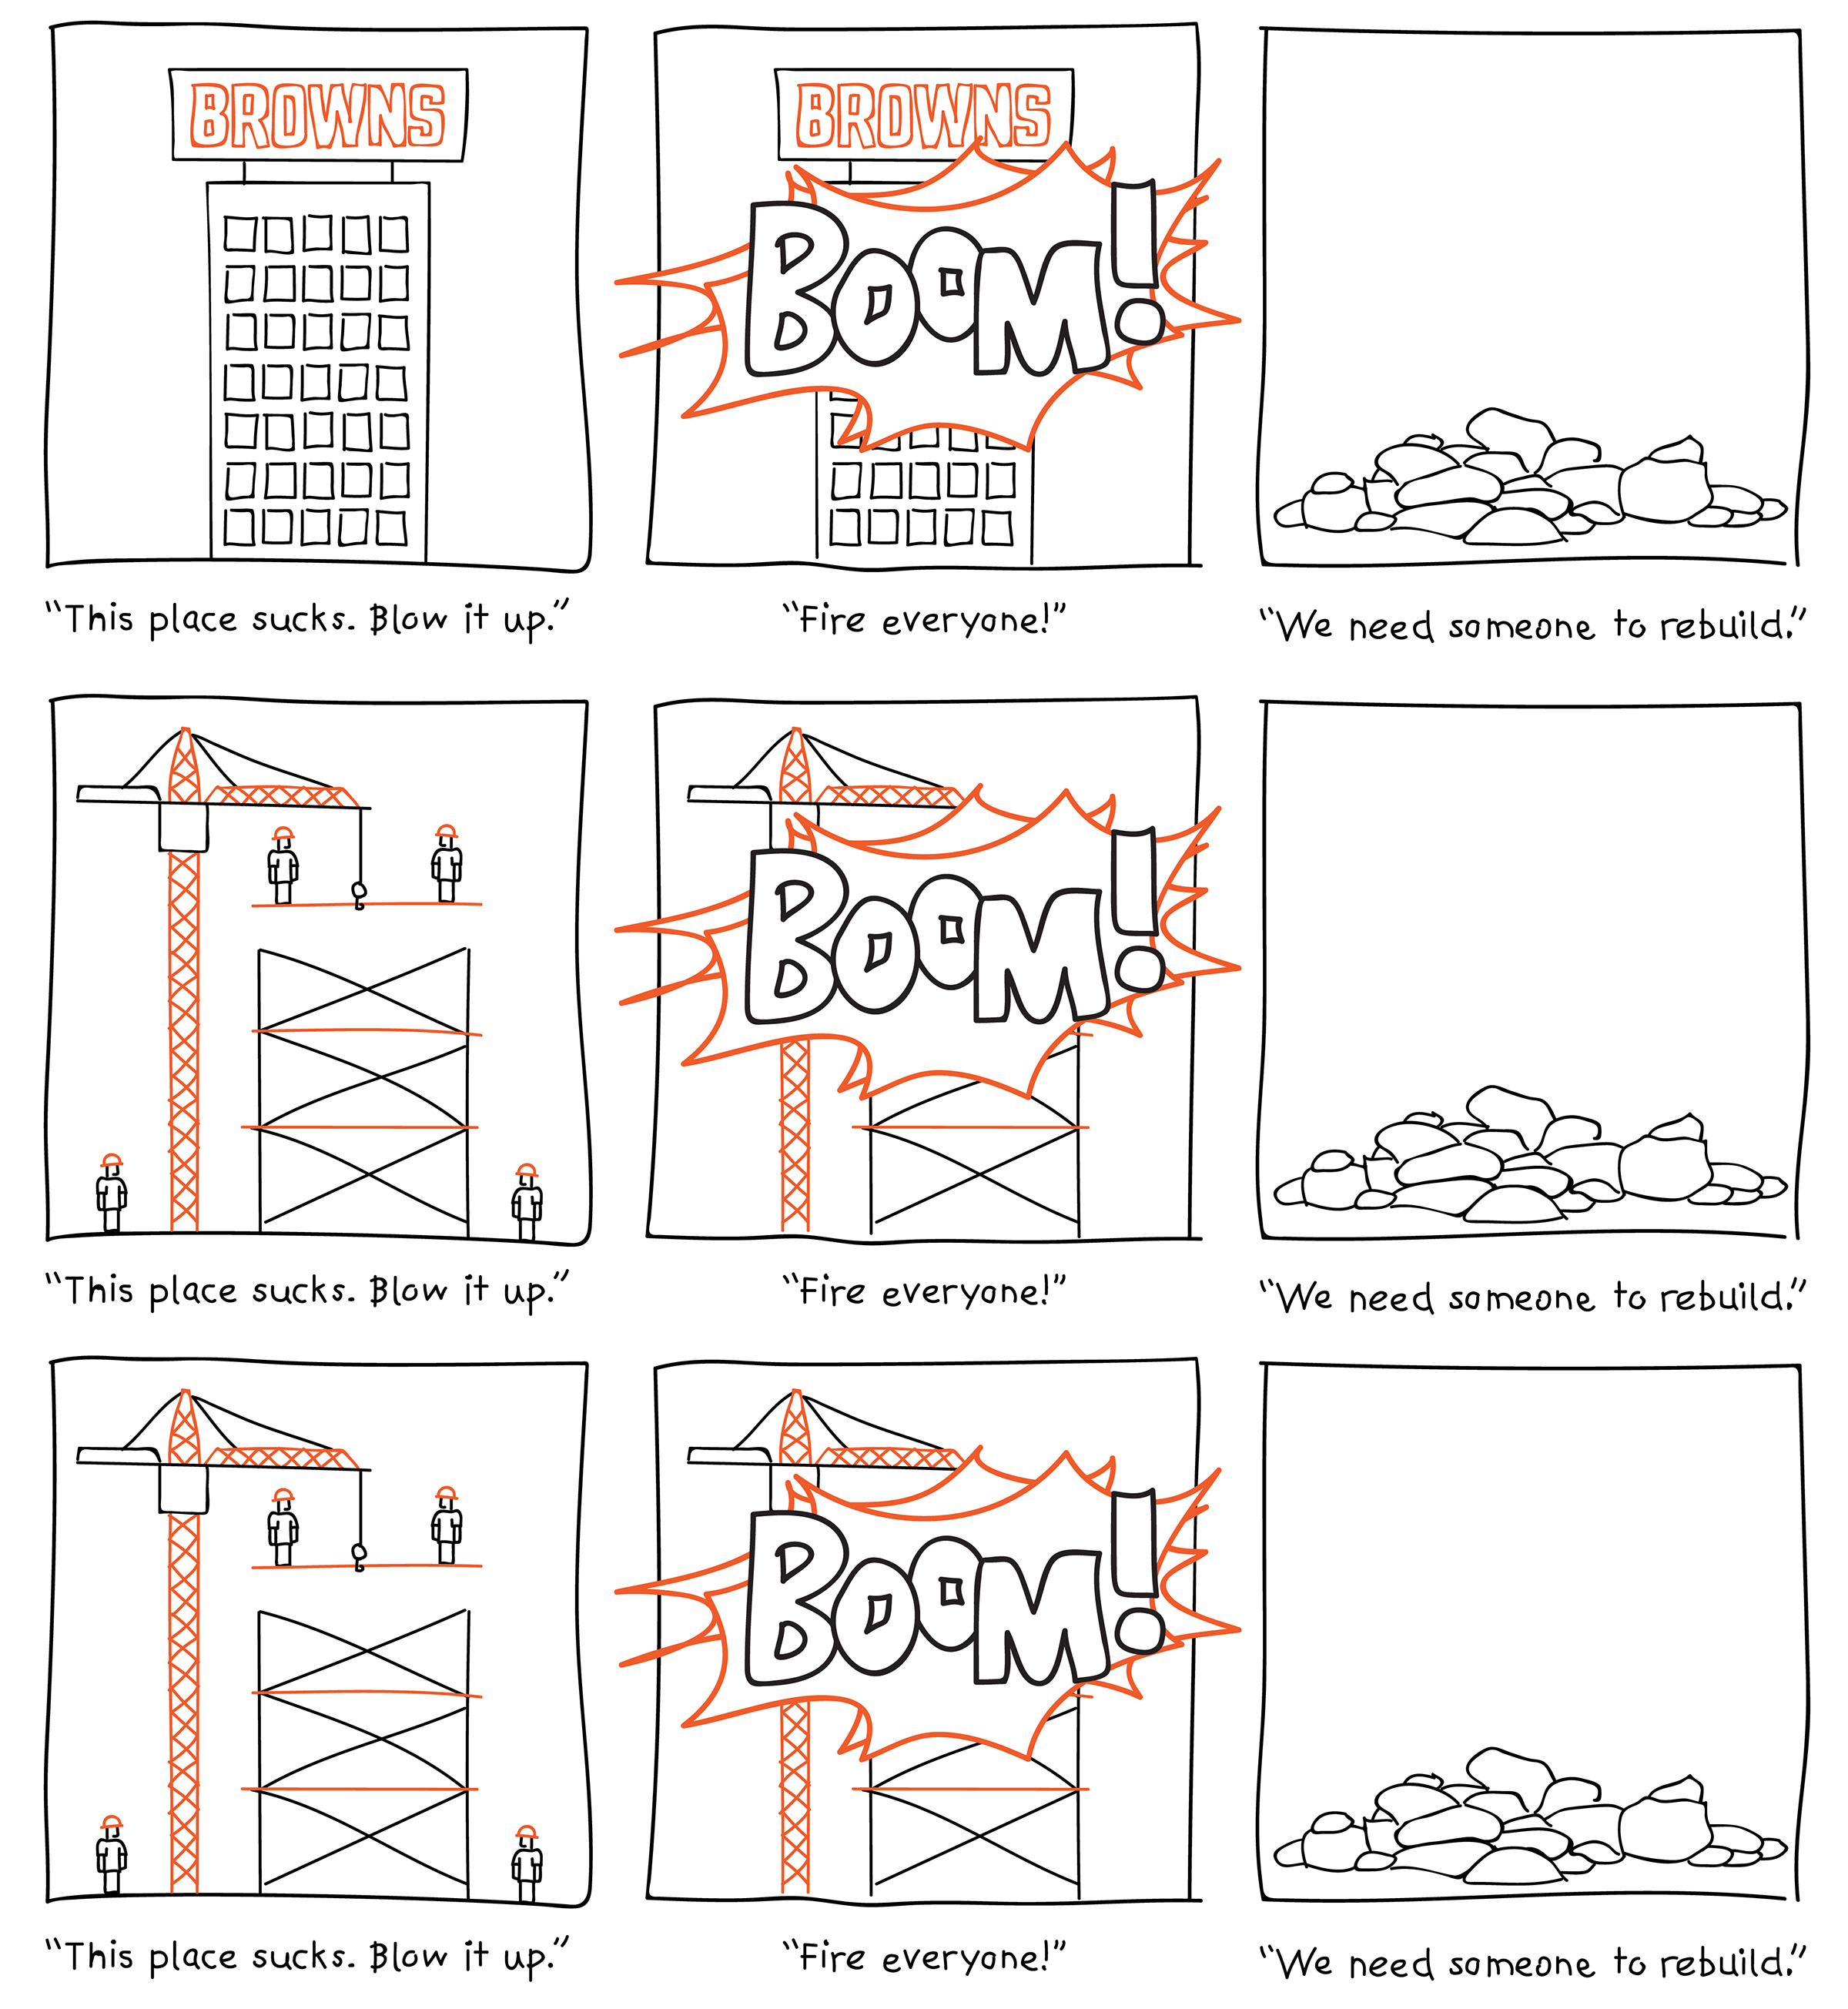 BROWNS
BROWNS
BOOM!
“This place sucks. Blow it up.”
“Fire everyone!”
“We need someone to rebuild.”
BOOM!
“This place sucks. Blow it up.”
“Fire everyone!”
“We need someone to rebuild.”
BOOM!
“This place sucks. Blow it up.”
“Fire everyone!”
“We need someone to rebuild.”